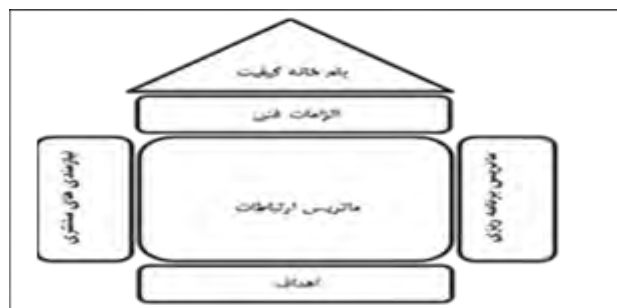 بام خانه کیفیت
الزامات فنی
نیازمندی های مشتری
ماتریس ارتباطات
ماتریس برنامه ریزی
اهداف